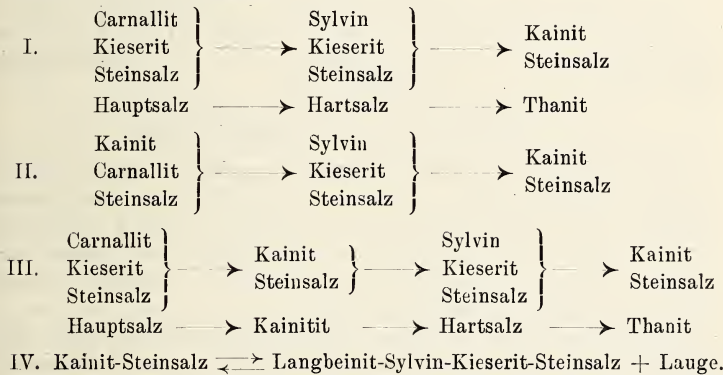 Carnallit Sylvin
I. Kieserit } → Kieserit } → Kainit
Steinsalz Steinsalz Steinsalz
Hauptsalz → Hartsalz → Thanit
Kainit Sylvin
II. Carnallit } → Kieserit } → Kainit
Steinsalz Steinsalz Steinsalz
Carnallit Sylvin
III. Kieserit } → Kainit } → Kieserit } → Kainit
Steinsalz Steinsalz Steinsalz Steinsalz
Hauptsalz → Kainitit → Hartsalz → Thanit
IV. Kainit-Steinsalz ⇄ Langbeinit-Sylvin-Kieserit-Steinsalz + Lauge.